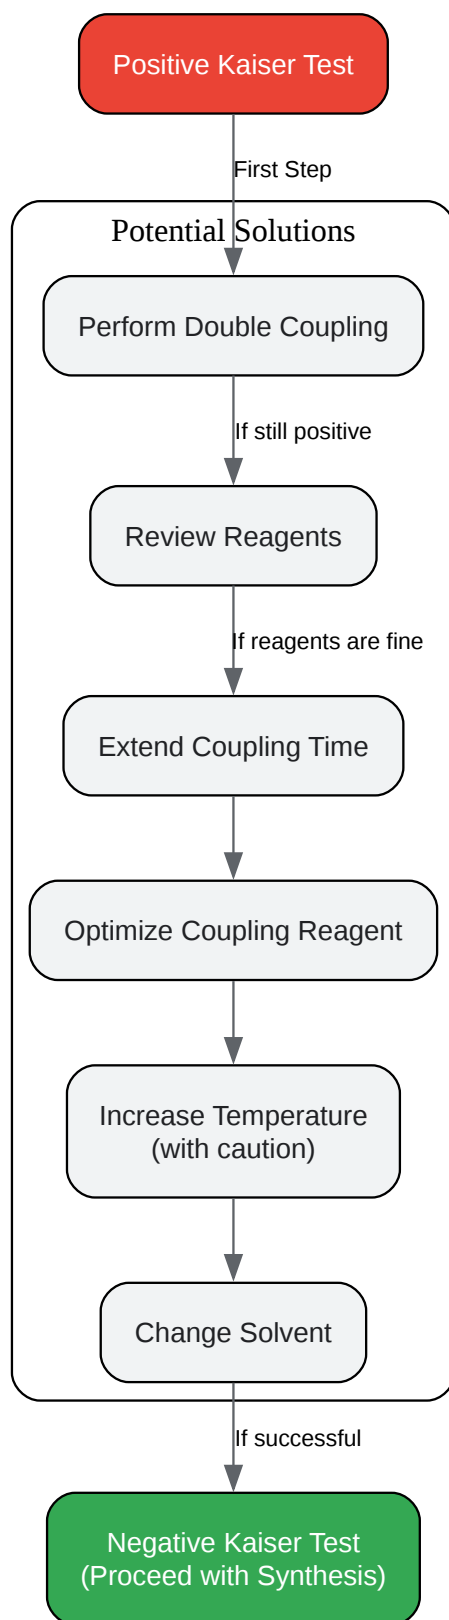 Positive Kaiser Test
First Step
Potential Solutions
Perform Double Coupling
If still positive
Review Reagents
If reagents are fine
Extend Coupling Time
Optimize Coupling Reagent
Increase Temperature
(with caution)
Change Solvent
If successful
Negative Kaiser Test
(Proceed with Synthesis)